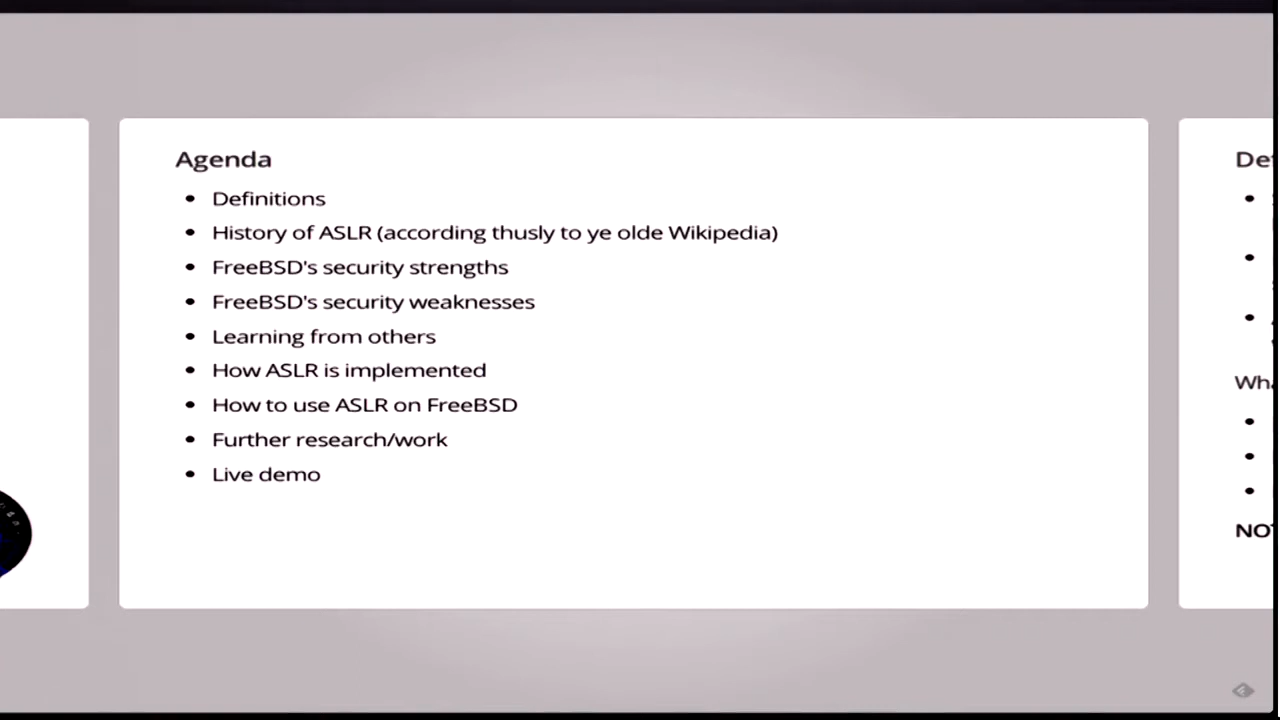 Agenda
• Definitions
• History of ASLR (according thusly to ye olde Wikipedia)
• FreeBSD's security strengths
• FreeBSD's security weaknesses
• Learning from others
• How ASLR is implemented
• How to use ASLR on FreeBSD
• Further research/work
• Live demo